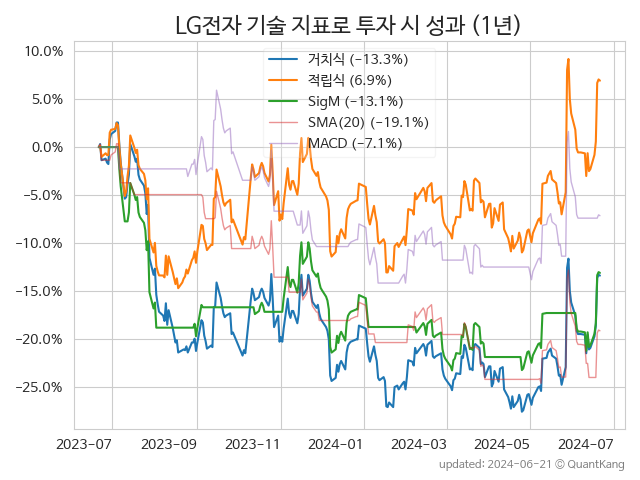 LG전자 기술 지표로 투자 시 성과 (1년)
10.0%
5.0%
0.0%
−5.0%
−10.0%
−15.0%
−20.0%
−25.0%
거치식 (−13.3%)
적립식 (6.9%)
SigM (−13.1%)
SMA(20) (−19.1%)
MACD (−7.1%)
2023-07 2023-09 2023-11 2024-01 2024-03 2024-05 2024-07
updated: 2024-06-21 © QuantKang